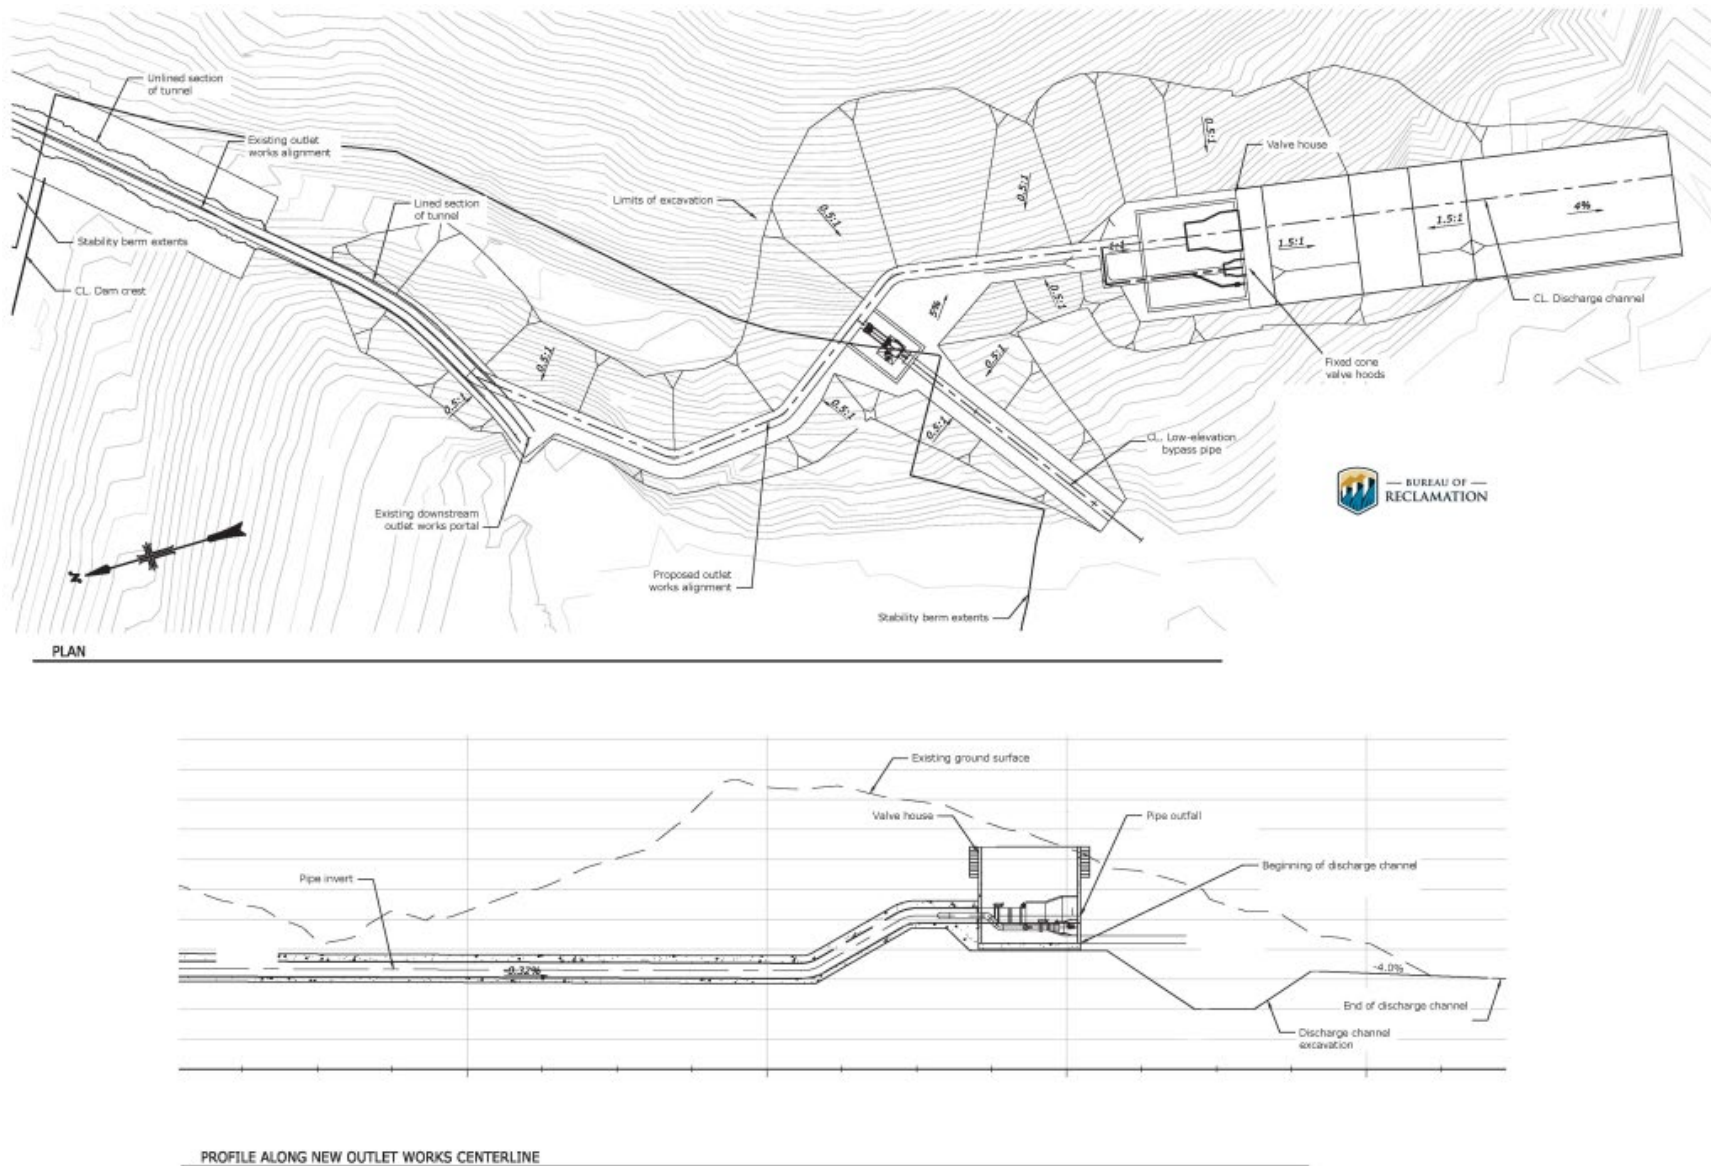 Unlined section
of tunnel
Existing outlet
works alignment
Lined section
of tunnel
Limits of excavation
Valve house
Stability berm extents
CL. Dam crest
0.5:1
0.5:1
0.5:1
1:1
1.5:1
1.5:1
4%
CL. Discharge channel
5%
0.5:1
0.5:1
0.5:1
0.5:1
0.5:1
0.5:1
Fixed cone
valve hoods
CL. Low-elevation
bypass pipe
BUREAU OF
RECLAMATION
Existing downstream
outlet works portal
N
Proposed outlet
works alignment
Stability berm extents
PLAN
Existing ground surface
Valve house
Pipe outfall
Beginning of discharge channel
Pipe invert
-0.32%
-4.0%
End of discharge channel
Discharge channel
excavation
PROFILE ALONG NEW OUTLET WORKS CENTERLINE